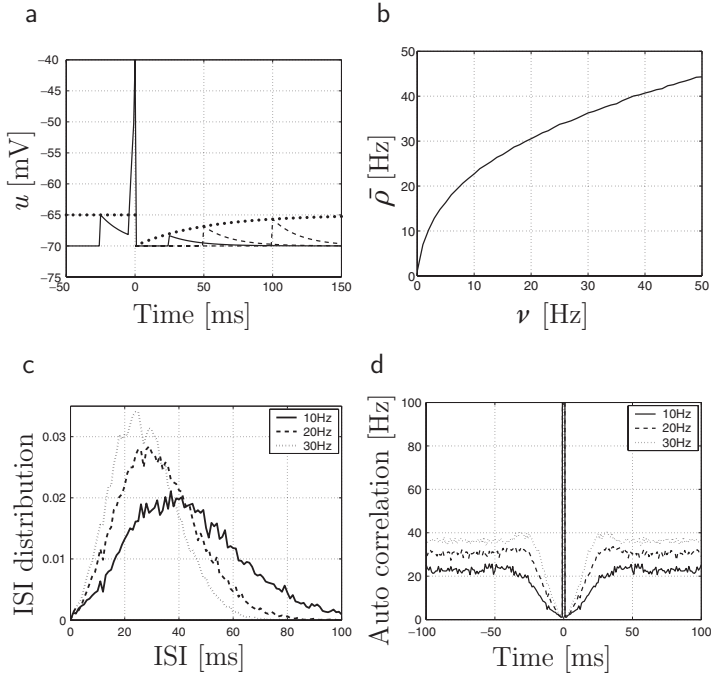 a
−40
−45
−50
−55
−60
−65
−70
−75
−50
0
50
100
150
u [mV]
Time [ms]
b
50
40
30
20
10
0
0
10
20
30
40
50
ρ̄ [Hz]
ν [Hz]
c
0.03
0.02
0.01
0
0
20
40
60
80
100
ISI distribution
ISI [ms]
10Hz
20Hz
30Hz
d
100
80
60
40
20
0
−100
−50
0
50
100
Auto correlation [Hz]
Time [ms]
10Hz
20Hz
30Hz